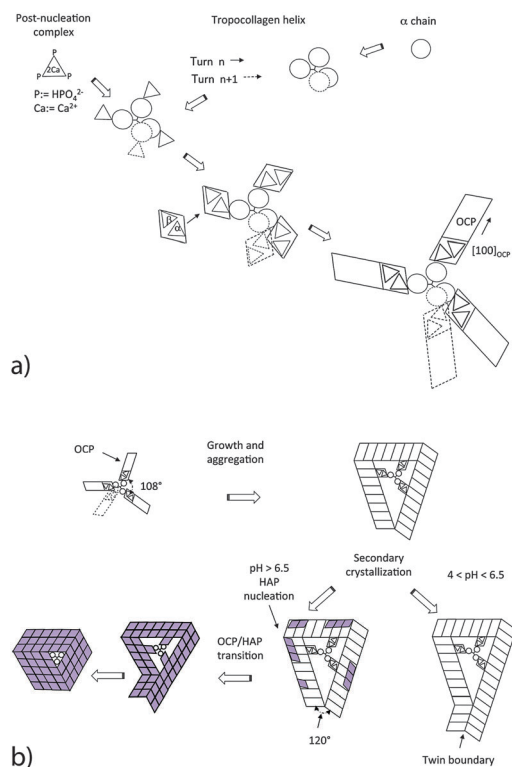 Post-nucleation
complex
Tropocollagen helix
α chain
P
2Ca
P
P
P:= HPO₄²⁻
Ca:= Ca²⁺
Turn n
Turn n+1
β
α
OCP
[100]OCP
a)
OCP
108°
Growth and
aggregation
Secondary
crystallization
pH > 6.5
HAP
nucleation
4 < pH < 6.5
OCP/HAP
transition
120°
Twin boundary
b)